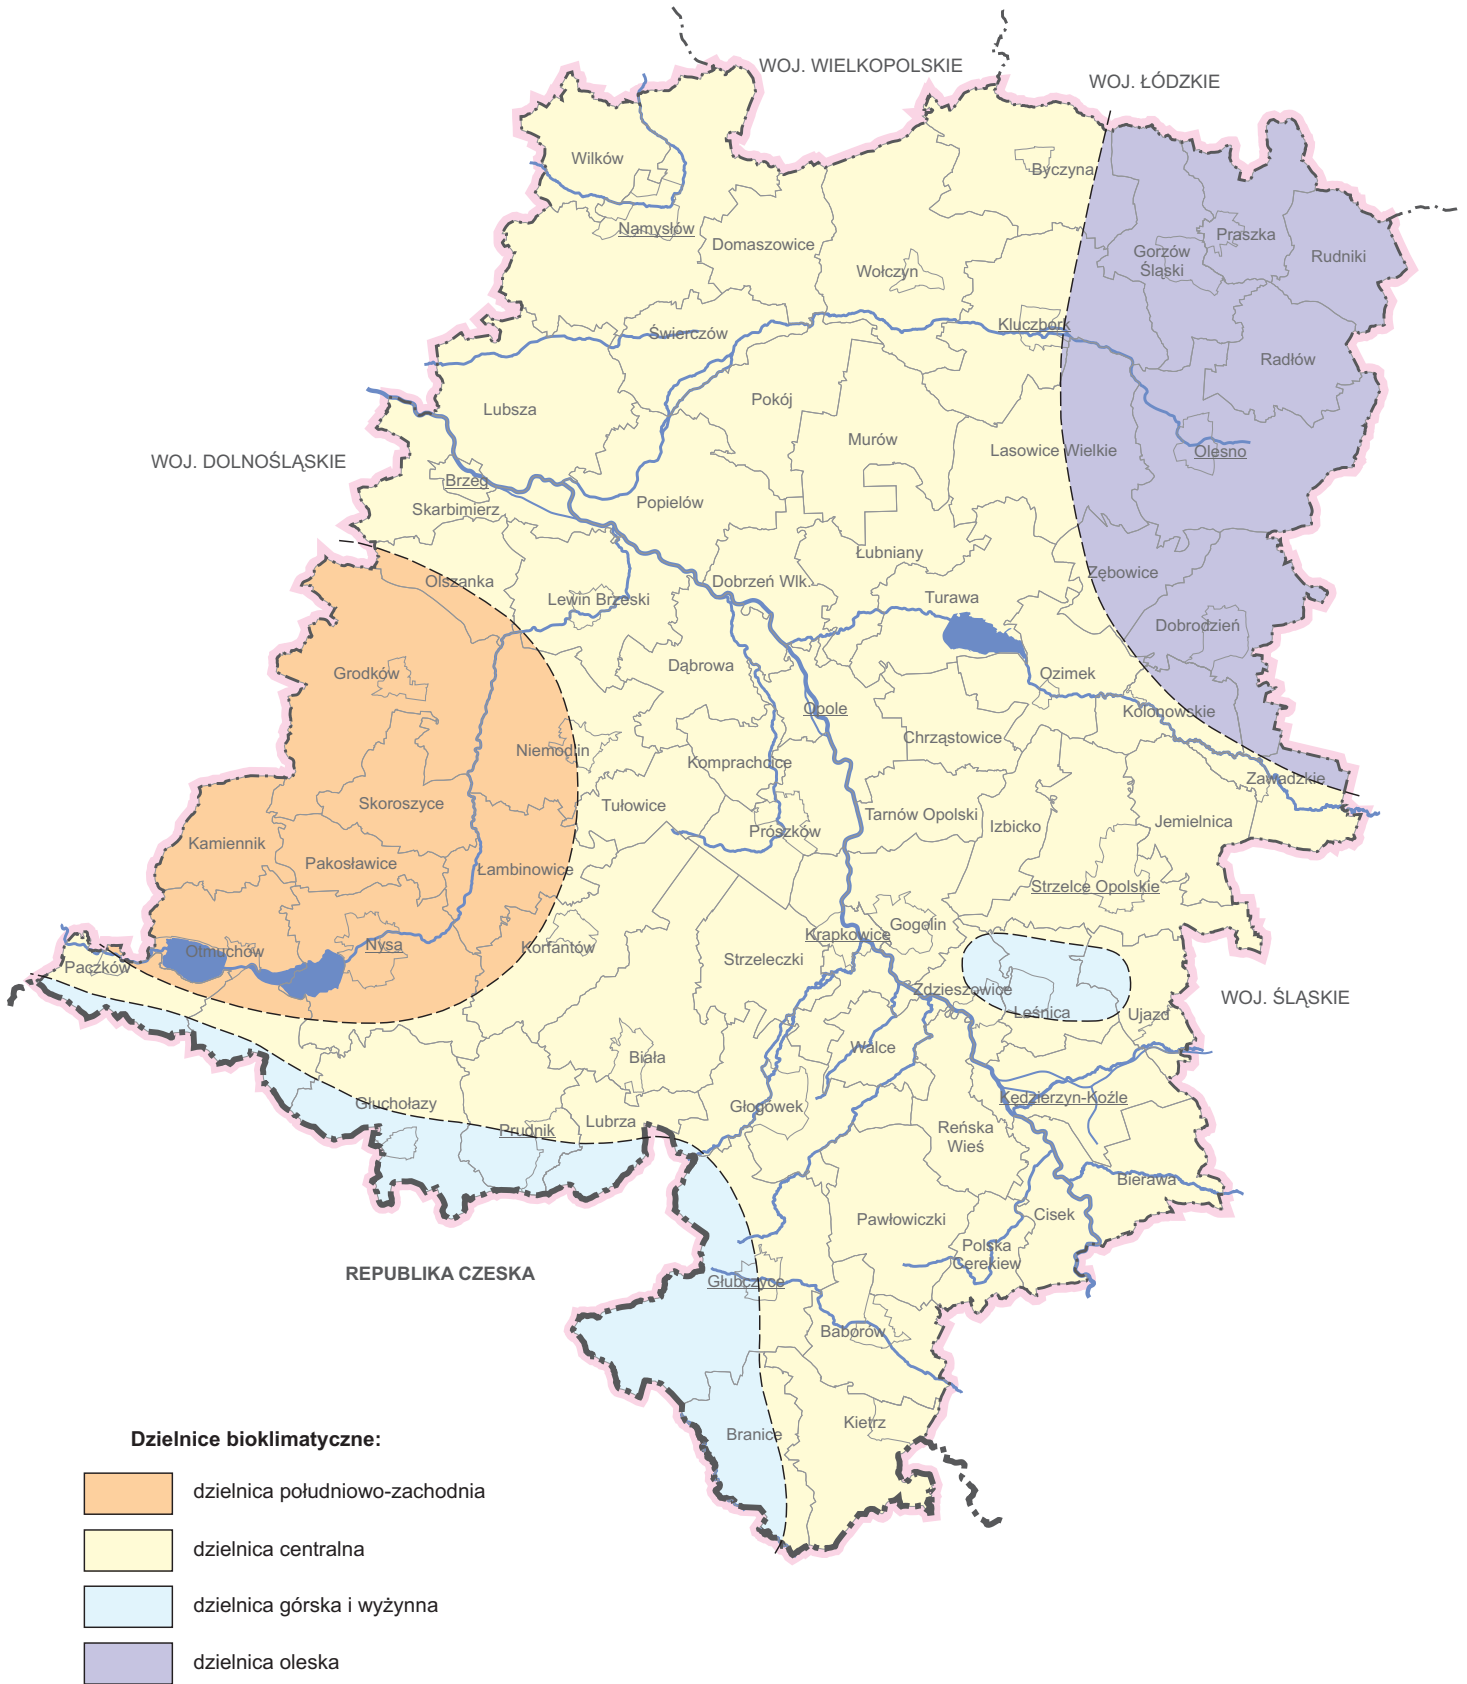 WOJ. WIELKOPOLSKIE
WOJ. ŁÓDZKIE
Wilków
Byczyna
Namysłów
Domaszowice
Praszka
Gorzów
Śląski
Rudniki
Wołczyn
Świerczów
Kluczbork
Radłów
Lubsza
Pokój
Murów
Lasowice Wielkie
Olesno
WOJ. DOLNOŚLĄSKIE
Brzeg
Skarbimierz
Popielów
Łubniany
Olszanka
Lewin Brzeski
Dobrzeń Wlk.
Turawa
Zębowice
Dobrodzień
Grodków
Dąbrowa
Ozimek
Opole
Kolonowskie
Niemodlin
Chrząstowice
Komprachcice
Zawadzkie
Skoroszyce
Tułowice
Prószków
Tarnów Opolski
Izbicko
Jemielnica
Kamiennik
Pakosławice
Łambinowice
Strzelce Opolskie
Gogolin
Krapkowice
Otmuchów
Nysa
Korfantów
Paczków
Strzeleczki
Zdzieszowice
Leśnica
Ujazd
WOJ. ŚLĄSKIE
Biała
Walce
Głuchołazy
Głogówek
Kędzierzyn-Koźle
Prudnik
Lubrza
Reńska
Wieś
Bierawa
Pawłowiczki
Cisek
Polska
Cerekiew
REPUBLIKA CZESKA
Głubczyce
Baborów
Branice
Kietrz
Dzielnice bioklimatyczne:
dzielnica południowo-zachodnia
dzielnica centralna
dzielnica górska i wyżynna
dzielnica oleska